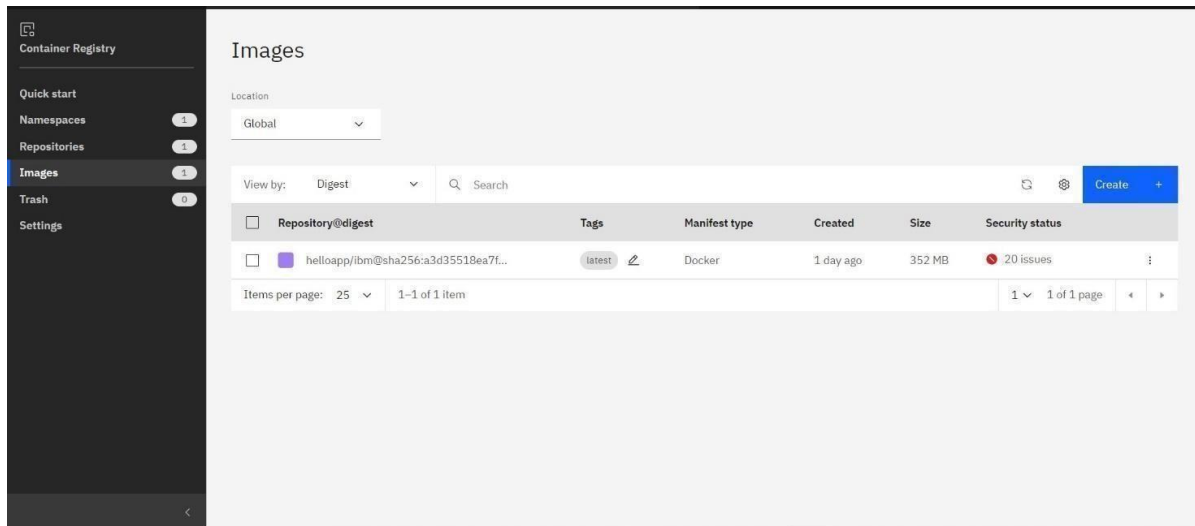 Container Registry
Quick start
Namespaces 1
Repositories 1
Images 1
Trash 0
Settings
Images
Location
Global
View by: Digest Search Create +
Repository@digest Tags Manifest type Created Size Security status
helloapp/ibm@sha256:a3d35518ea7f... latest Docker 1 day ago 352 MB 20 issues
Items per page: 25 1–1 of 1 item 1 1 of 1 page